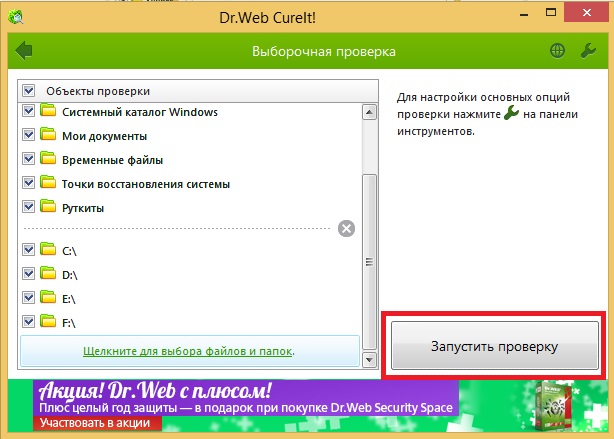 Dr.Web CureIt!
Выборочная проверка
Объекты проверки
Системный каталог Windows
Мои документы
Временные файлы
Точки восстановления системы
Руткиты
C:\
D:\
E:\
F:\
Щелкните для выбора файлов и папок.
Для настройки основных опций
проверки нажмите на панели
инструментов.
Запустить проверку
Акция! Dr.Web с плюсом!
Плюс целый год защиты — в подарок при покупке Dr.Web Security Space
Участвовать в акции